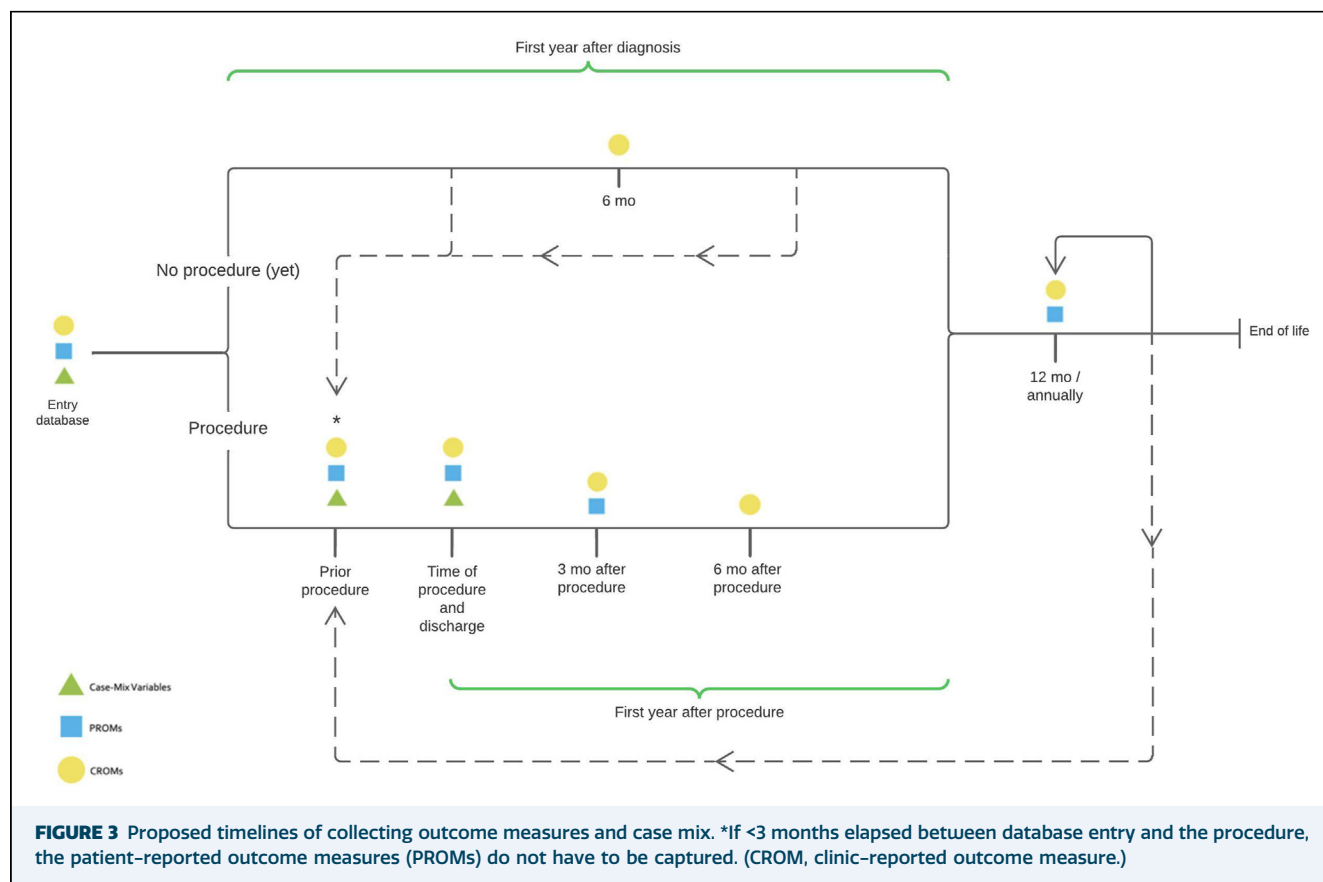 First year after diagnosis
6 mo
No procedure (yet)
Entry
database
Procedure
*
12 mo /
annually
End of life
Prior
procedure
Time of
procedure
and
discharge
3 mo after
procedure
6 mo after
procedure
First year after procedure
Case-Mix Variables
PROMs
CROMs
FIGURE 3 Proposed timelines of collecting outcome measures and case mix. *If <3 months elapsed between database entry and the procedure,
the patient-reported outcome measures (PROMs) do not have to be captured. (CROM, clinic-reported outcome measure.)